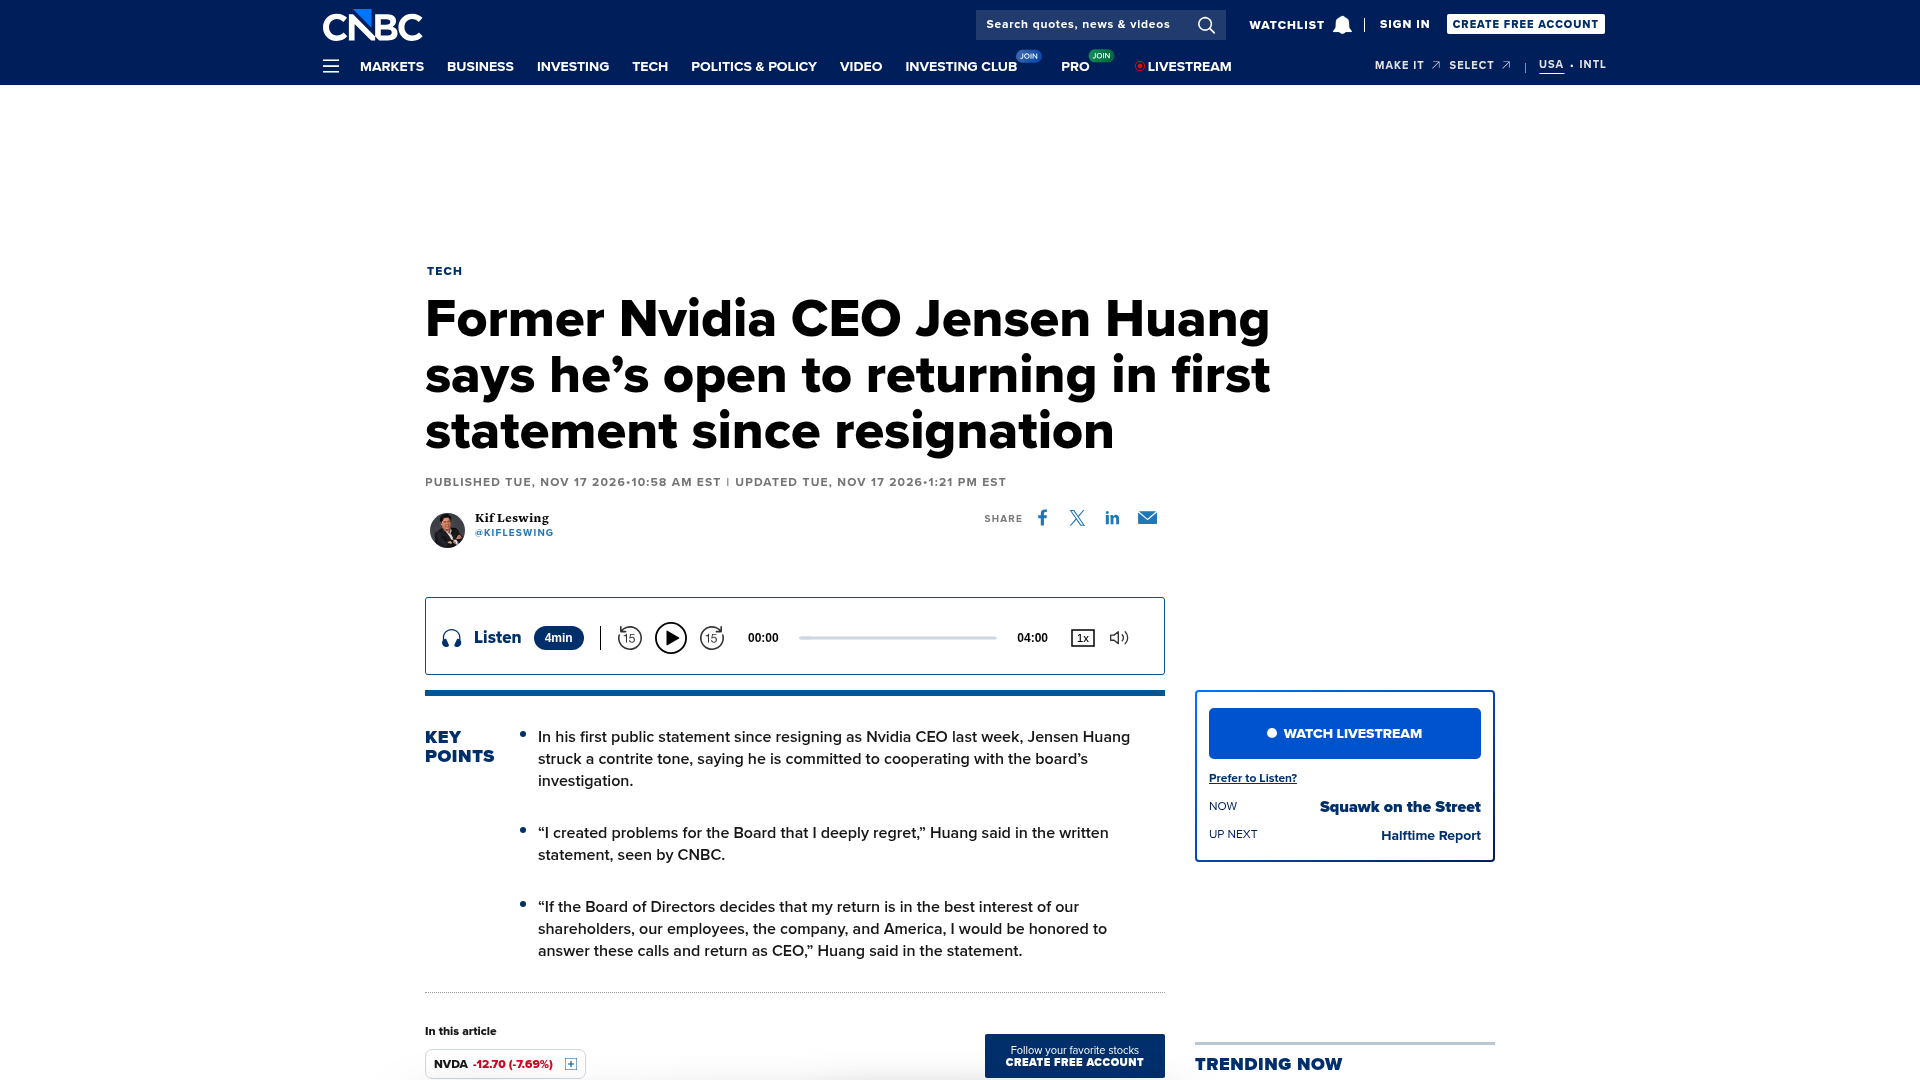 CNBC
Search quotes, news & videos
WATCHLIST
SIGN IN
CREATE FREE ACCOUNT
MARKETS
BUSINESS
INVESTING
TECH
POLITICS & POLICY
VIDEO
INVESTING CLUB
JOIN
PRO
JOIN
LIVESTREAM
MAKE IT
SELECT
USA • INTL
TECH
Former Nvidia CEO Jensen Huang
says he’s open to returning in first
statement since resignation
PUBLISHED TUE, NOV 17 2026•10:58 AM EST | UPDATED TUE, NOV 17 2026•1:21 PM EST
Kif Leswing
@KIFLESWING
SHARE
Listen
4min
15
15
00:00
04:00
1x
KEY
POINTS
In his first public statement since resigning as Nvidia CEO last week, Jensen Huang
struck a contrite tone, saying he is committed to cooperating with the board’s
investigation.
“I created problems for the Board that I deeply regret,” Huang said in the written
statement, seen by CNBC.
“If the Board of Directors decides that my return is in the best interest of our
shareholders, our employees, the company, and America, I would be honored to
answer these calls and return as CEO,” Huang said in the statement.
WATCH LIVESTREAM
Prefer to Listen?
NOW
Squawk on the Street
UP NEXT
Halftime Report
In this article
NVDA -12.70 (-7.69%)
Follow your favorite stocks
CREATE FREE ACCOUNT
TRENDING NOW